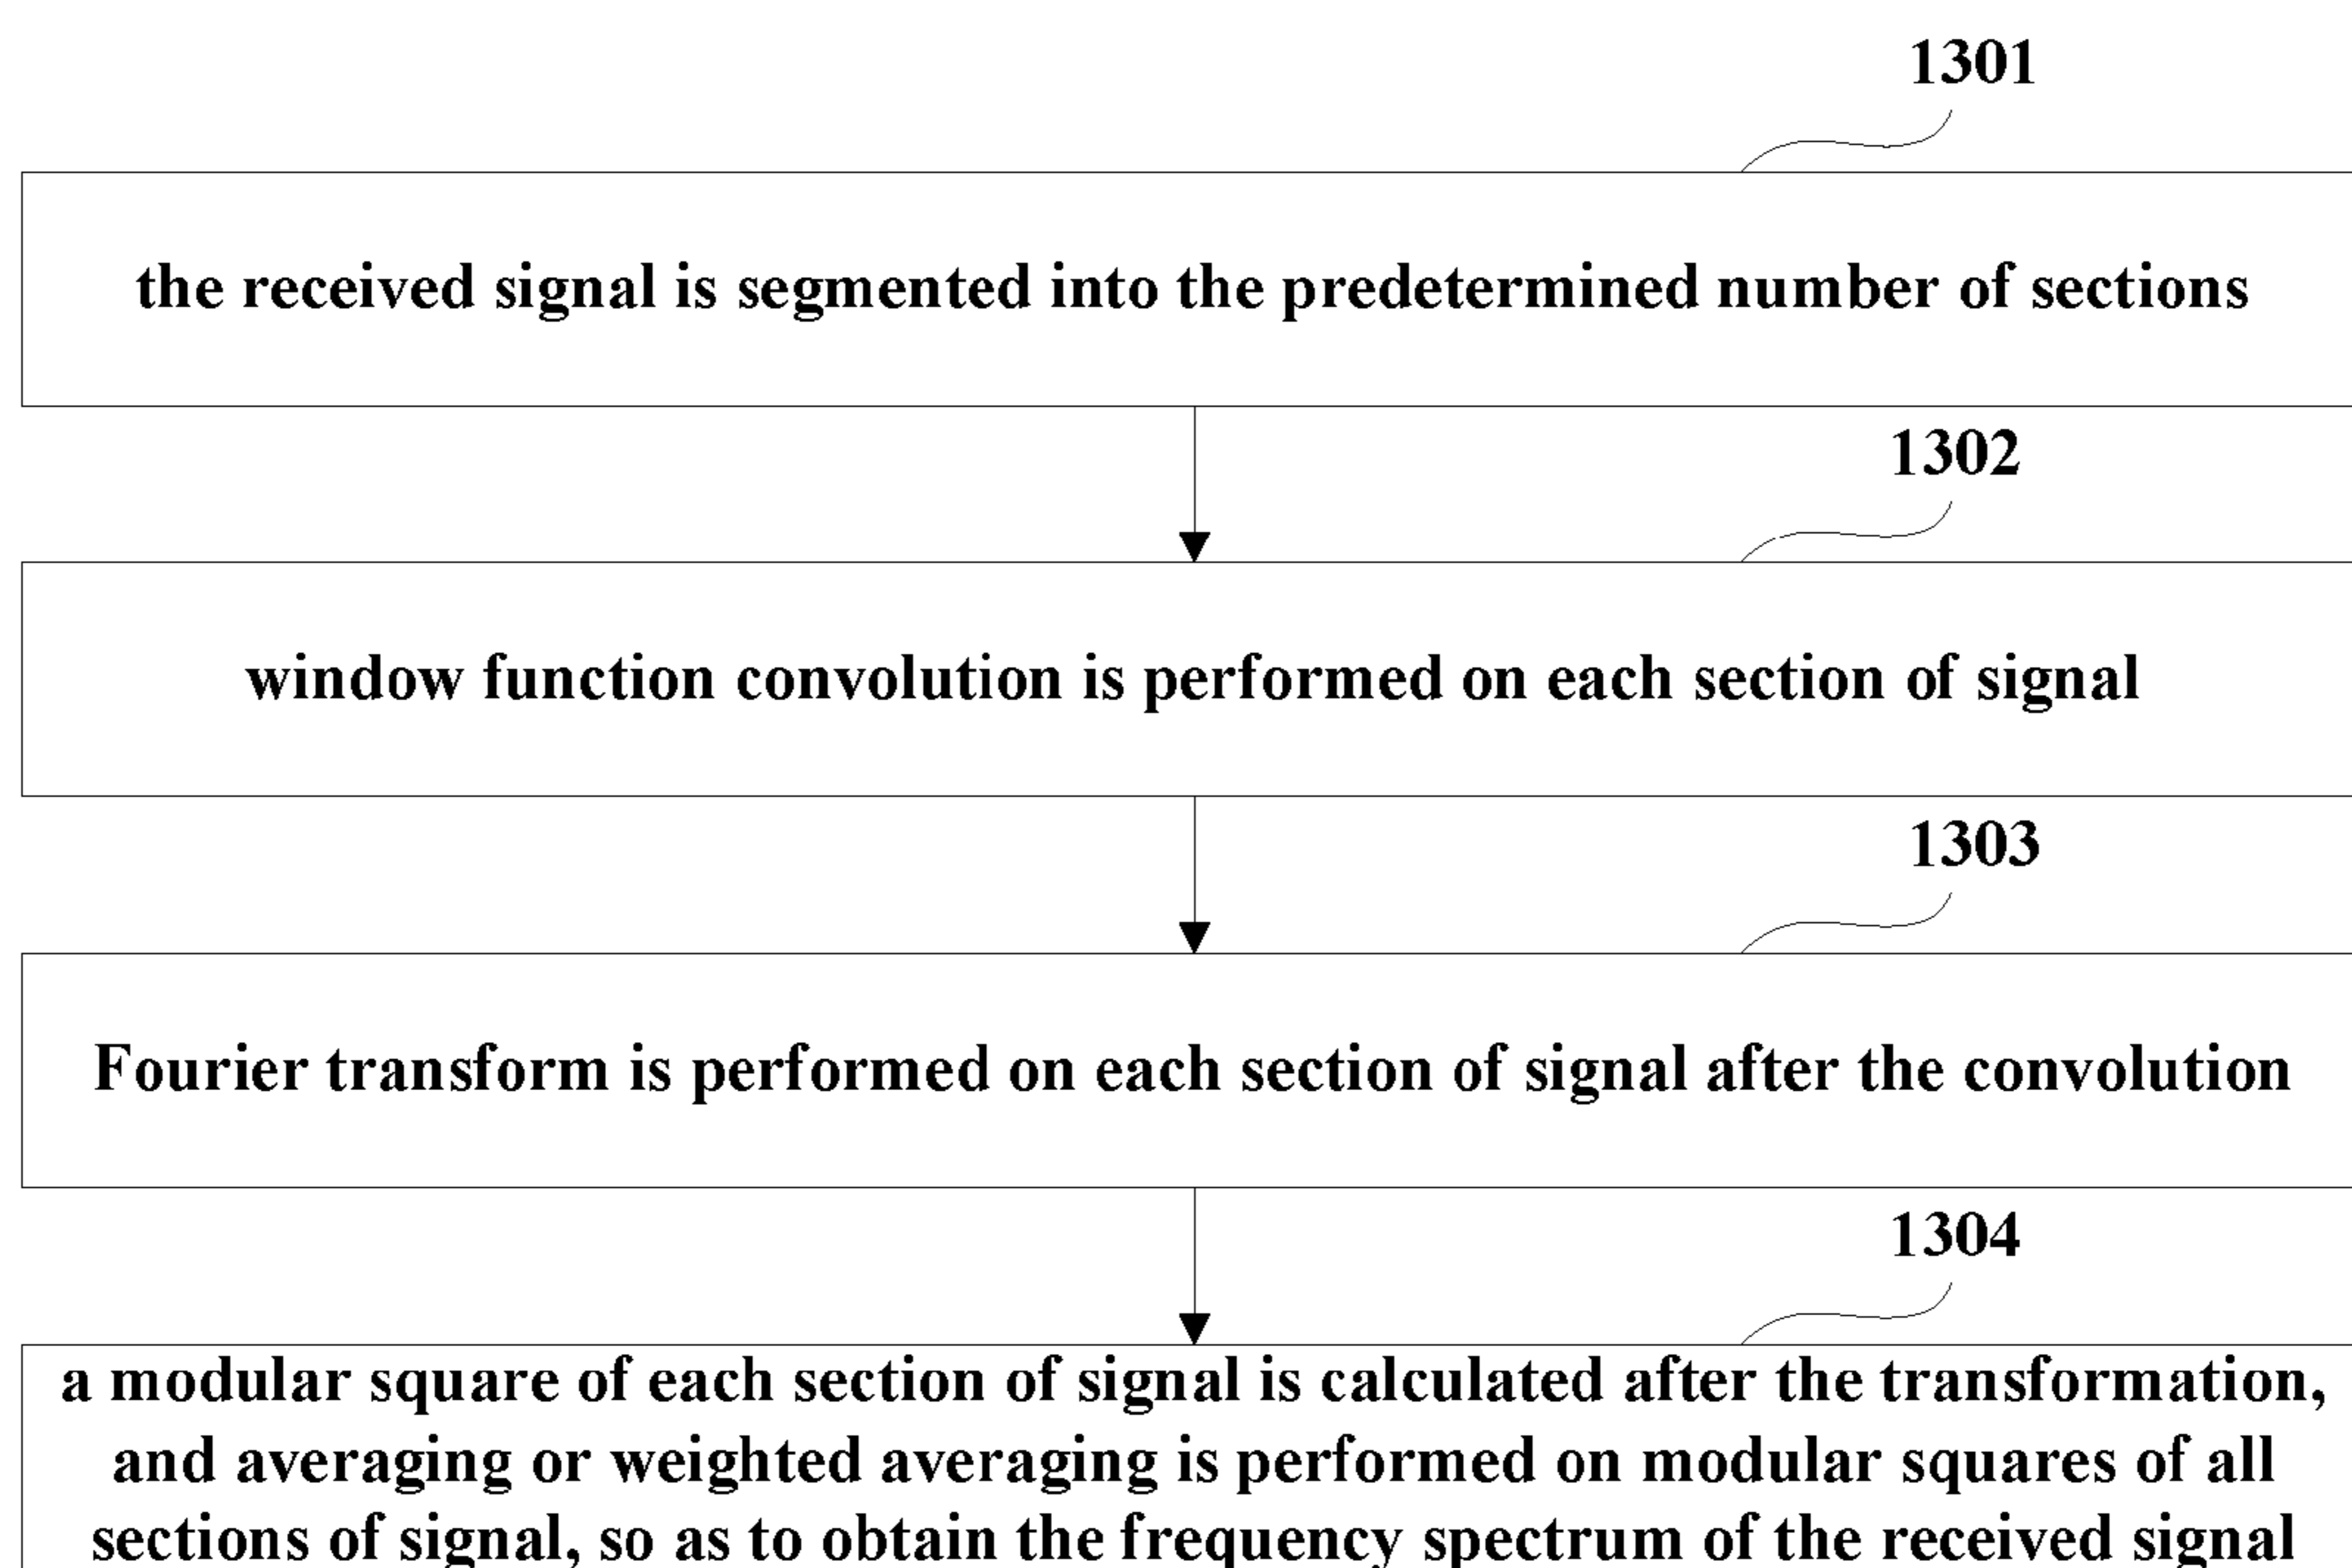 1301
the received signal is segmented into the predetermined number of sections
1302
window function convolution is performed on each section of signal
1303
Fourier transform is performed on each section of signal after the convolution
1304
a modular square of each section of signal is calculated after the transformation,
and averaging or weighted averaging is performed on modular squares of all
sections of signal, so as to obtain the frequency spectrum of the received signal